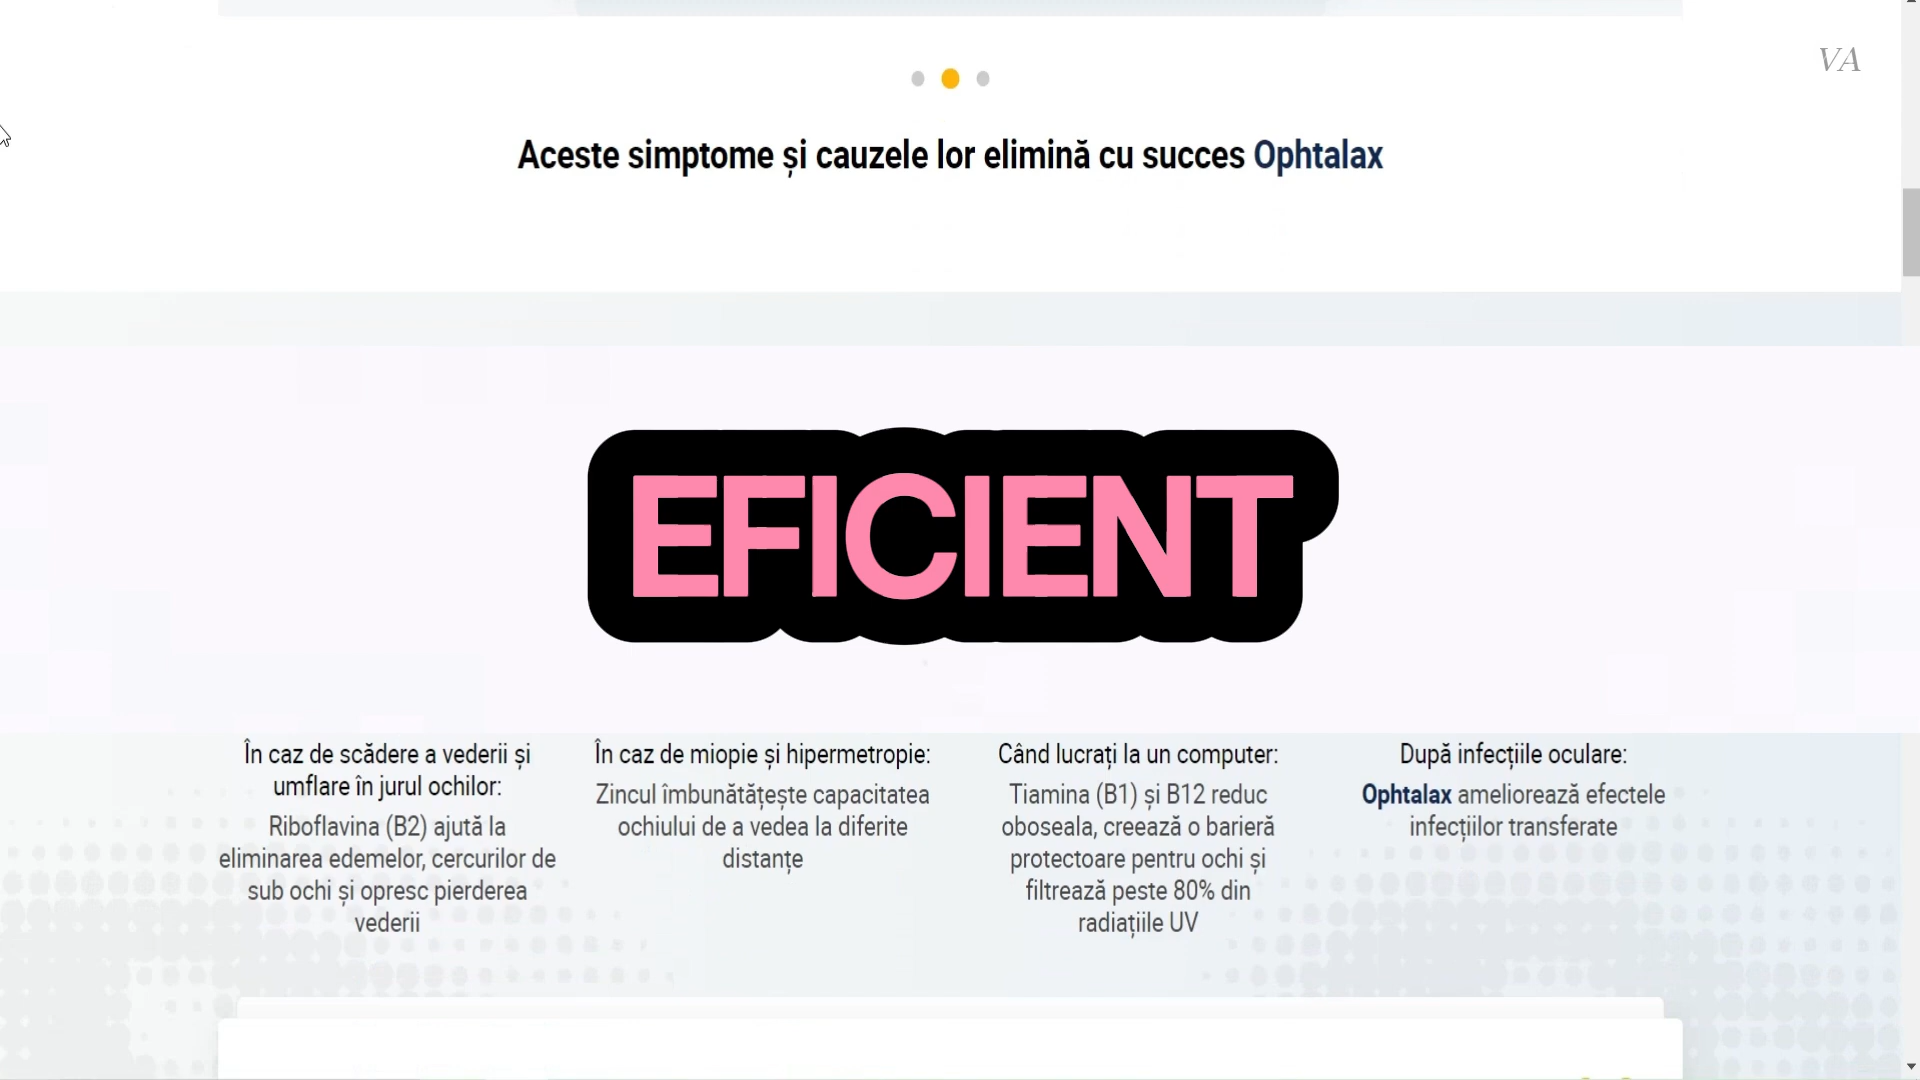 VA
Aceste simptome și cauzele lor elimină cu succes Ophtalax
EFICIENT
În caz de scădere a vederii și
umflare în jurul ochilor:
Riboflavina (B2) ajută la
eliminarea edemelor, cercurilor de
sub ochi și opresc pierderea
vederii
În caz de miopie și hipermetropie:
Zincul îmbunătățește capacitatea
ochiului de a vedea la diferite
distanțe
Când lucrați la un computer:
Tiamina (B1) și B12 reduc
oboseala, creează o barieră
protectoare pentru ochi și
filtrează peste 80% din
radiațiile UV
După infecțiile oculare:
Ophtalax ameliorează efectele
infecțiilor transferate